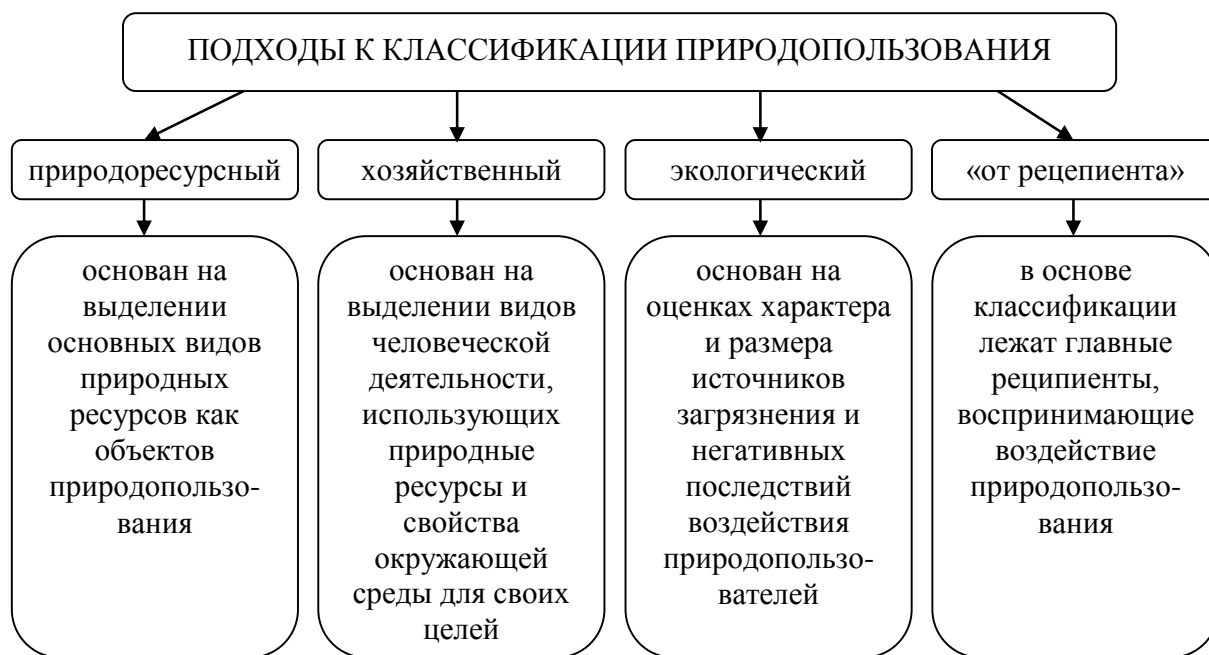 ПОДХОДЫ К КЛАССИФИКАЦИИ ПРИРОДОПОЛЬЗОВАНИЯ
природоресурсный
хозяйственный
экологический
«от рецепиента»
основан на
выделении
основных видов
природных
ресурсов как
объектов
природопользо-
вания
основан на
выделении видов
человеческой
деятельности,
использующих
природные
ресурсы и
свойства
окружающей
среды для своих
целей
основан на
оценках характера
и размера
источников
загрязнения и
негативных
последствий
воздействия
природопользо-
вателей
в основе
классификации
лежат главные
реципиенты,
воспринимающие
воздействие
природопользо-
вания